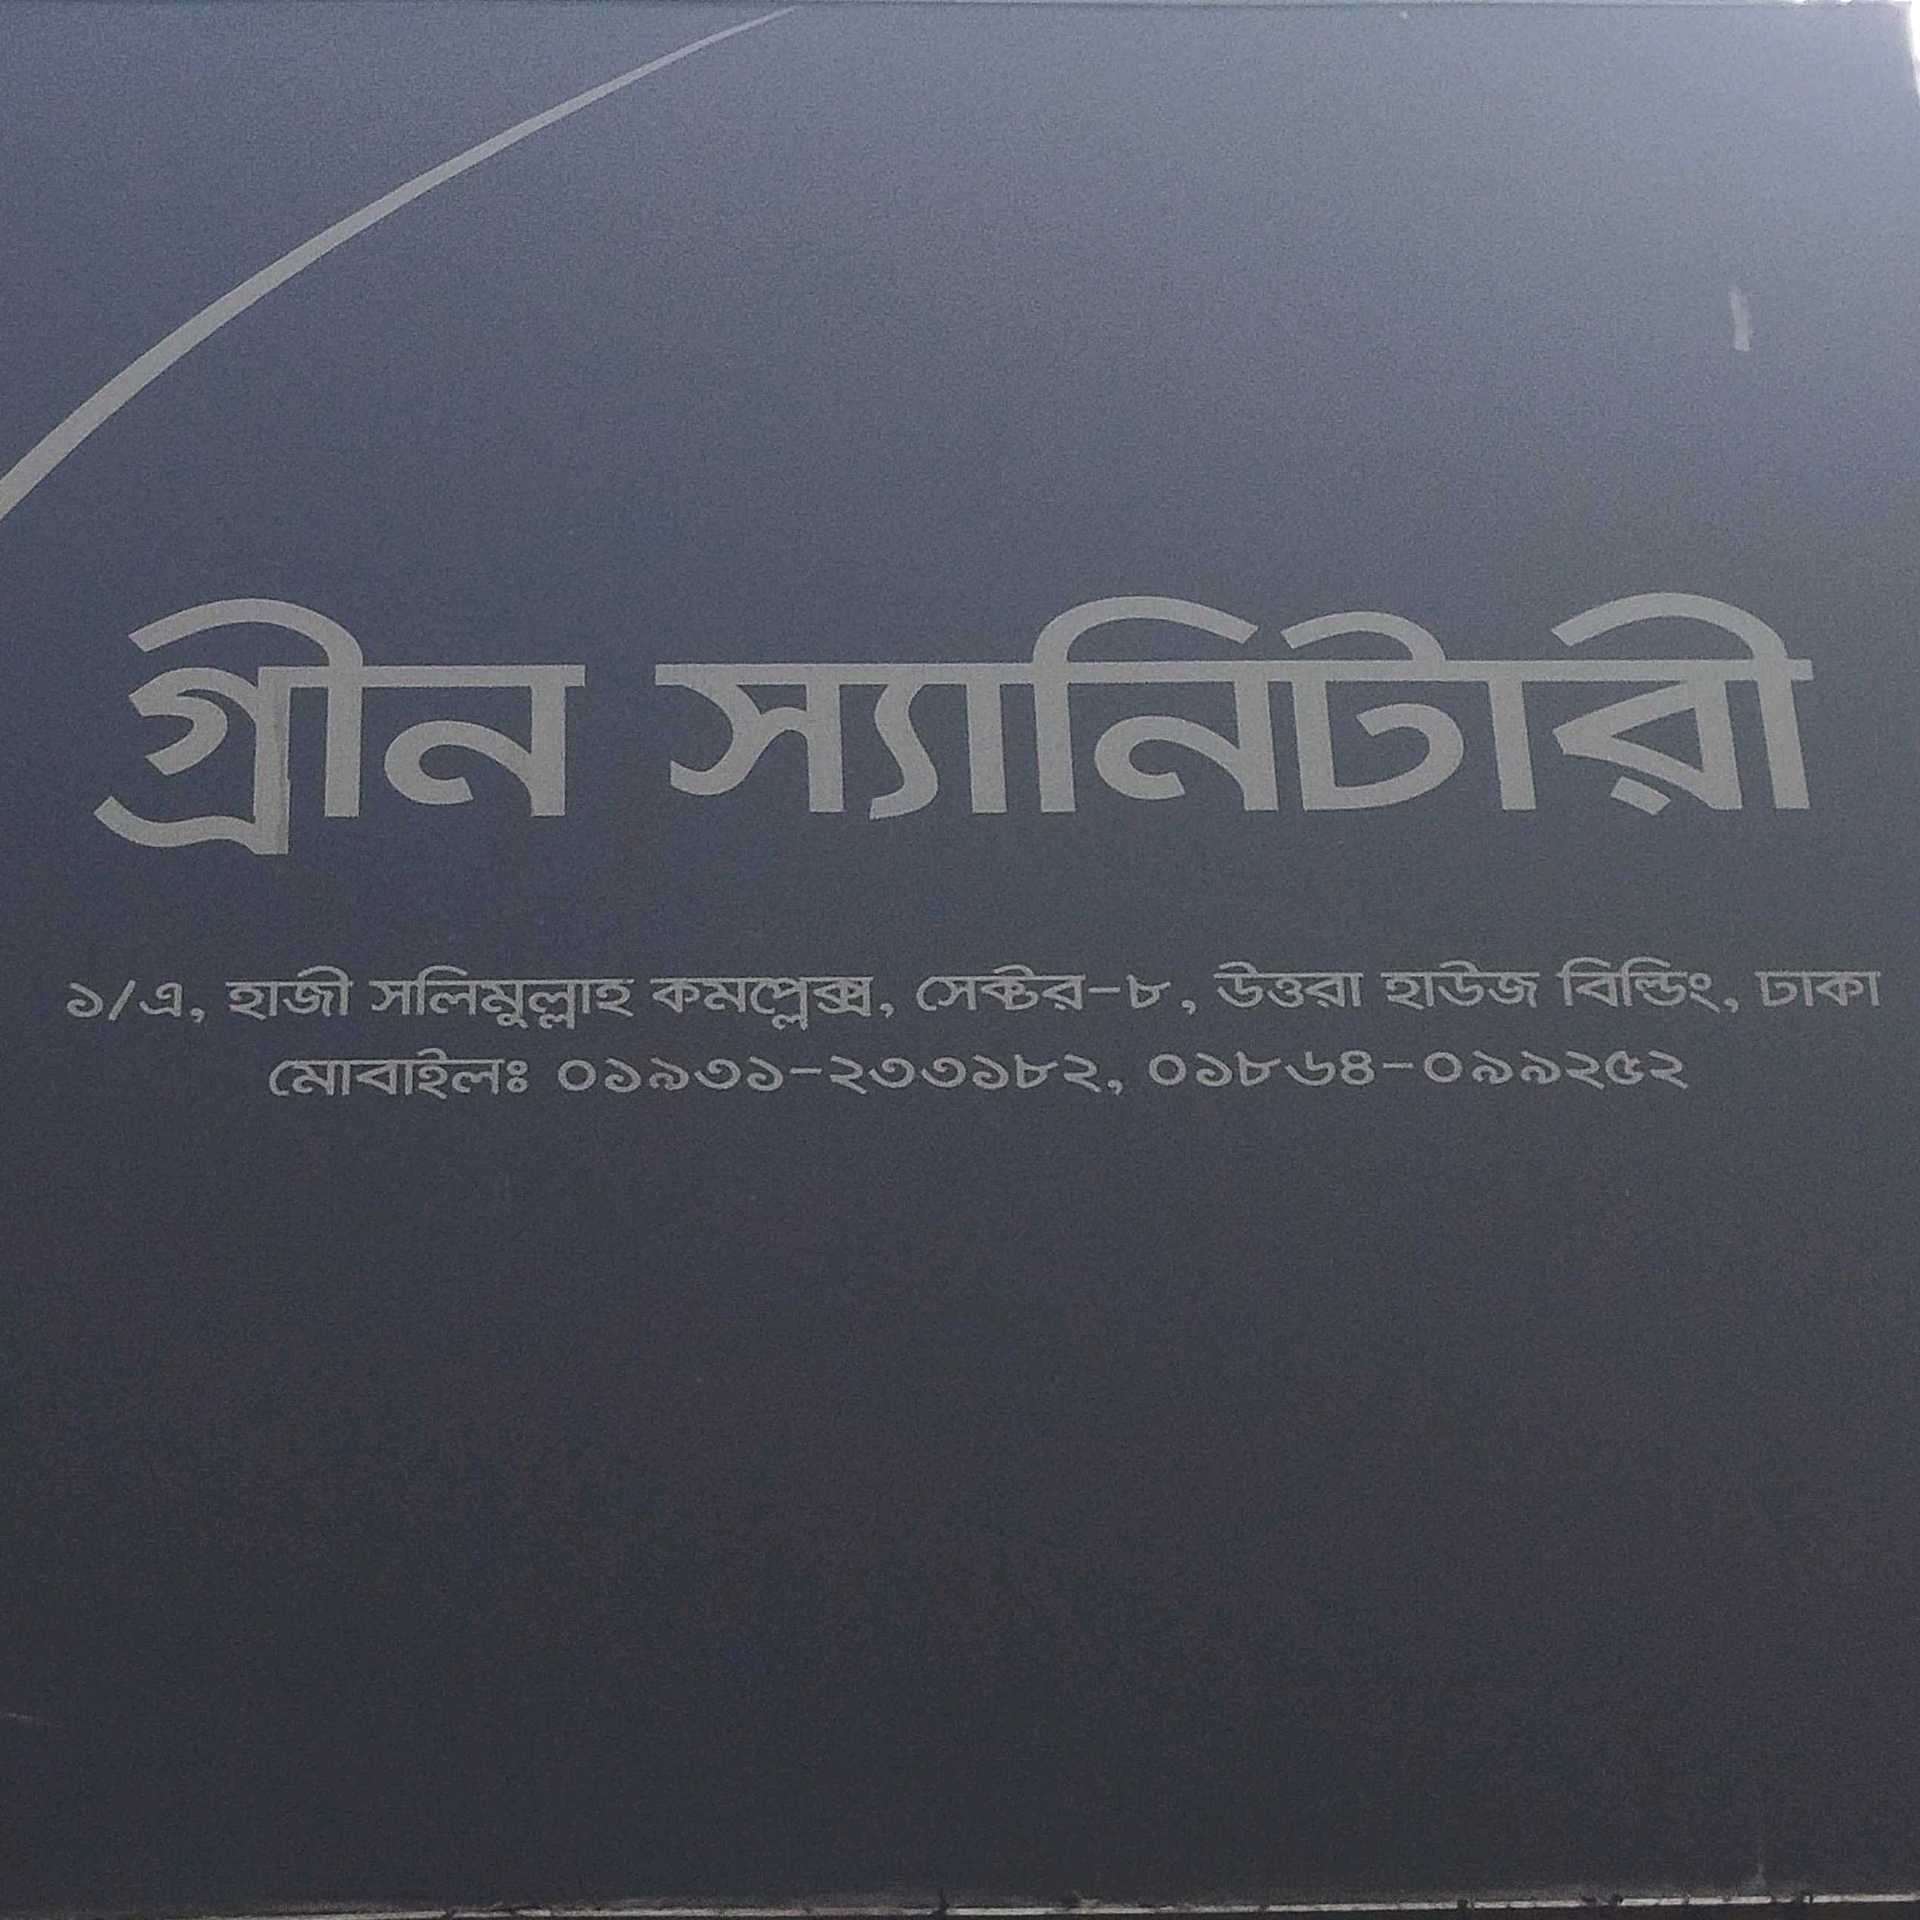 গ্রীন স্যানিটারী
১/এ, হাজী সলিমুল্লাহ কমপ্লেক্স, সেক্টর-৮, উত্তরা হাউজ বিল্ডিং, ঢাকা
মোবাইলঃ ০১৯৩১-২৩৩১৮২, ০১৮৬৪-০৯৯২৫২